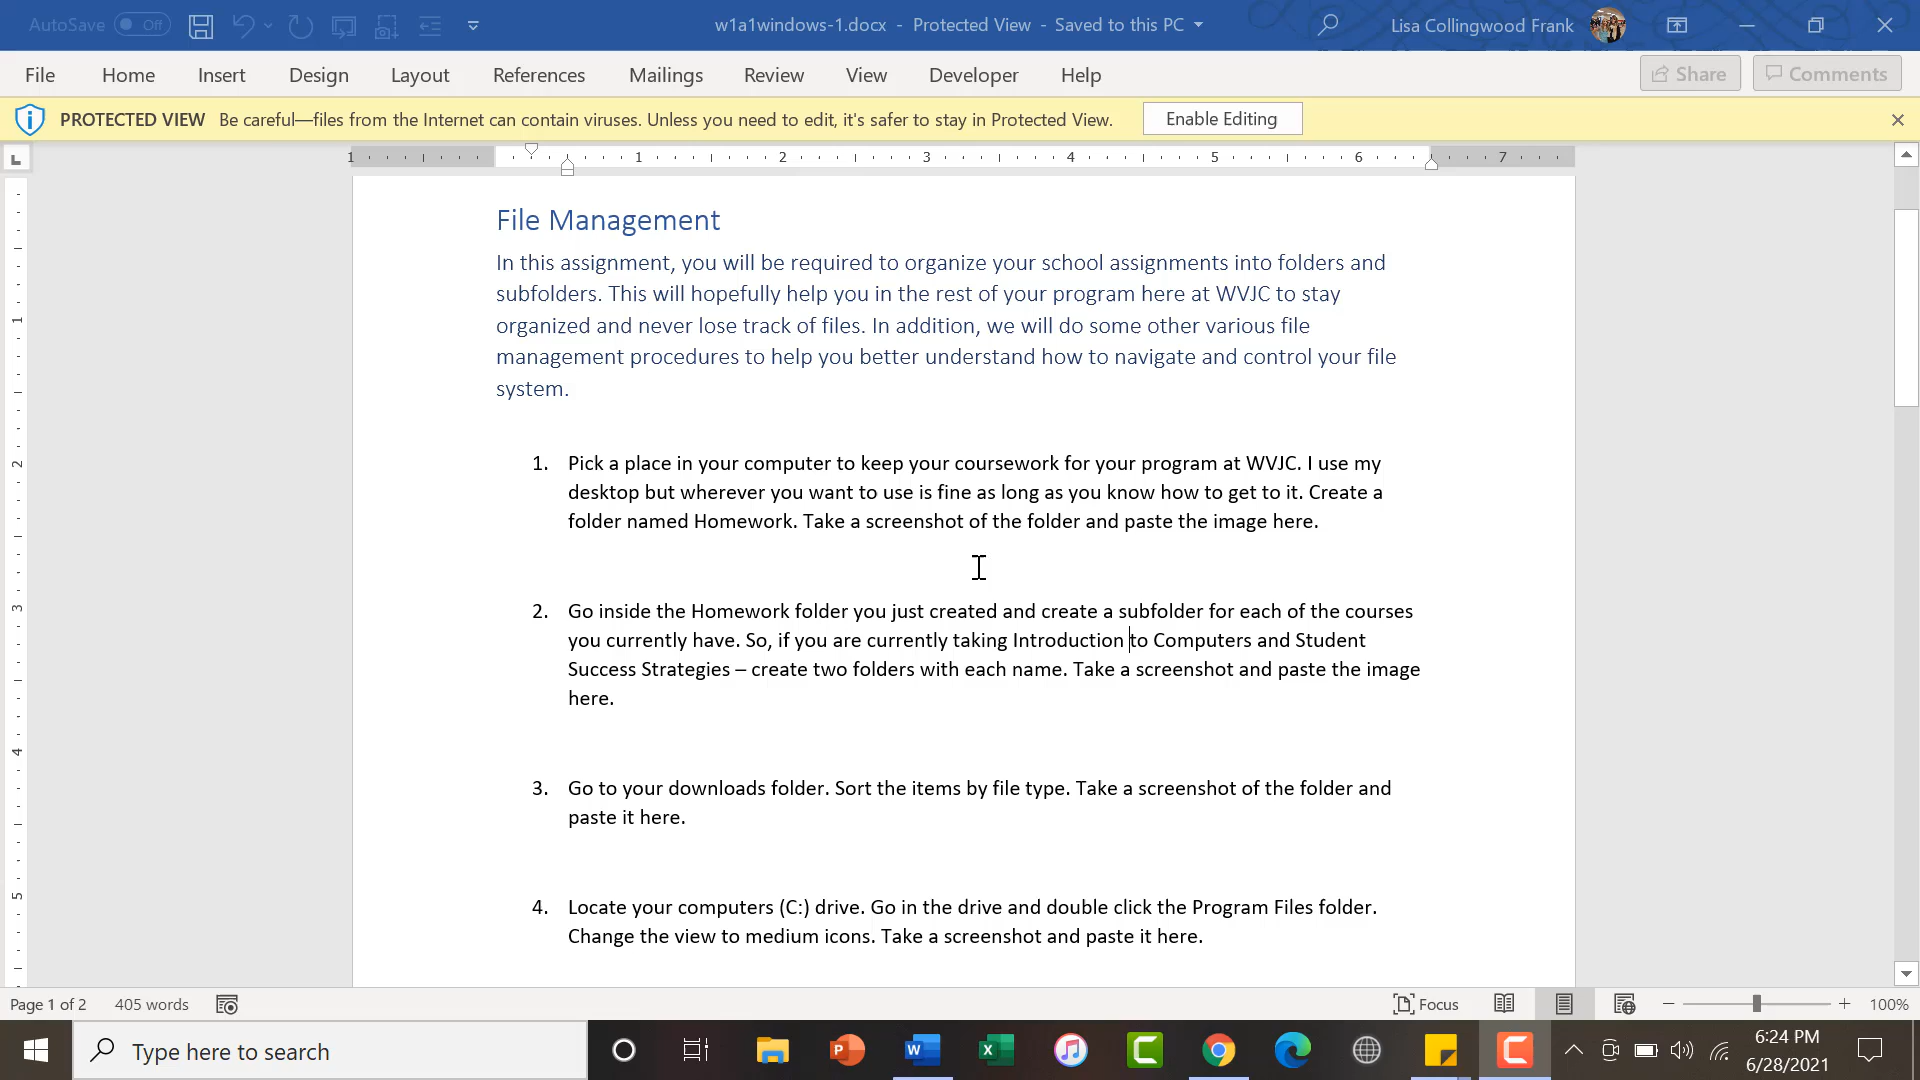 AutoSave Off w1a1windows-1.docx - Protected View - Saved to this PC Lisa Collingwood Frank
File Home Insert Design Layout References Mailings Review View Developer Help Share Comments
PROTECTED VIEW Be careful—files from the Internet can contain viruses. Unless you need to edit, it's safer to stay in Protected View. Enable Editing
1 1 2 3 4 5 6 7
File Management
In this assignment, you will be required to organize your school assignments into folders and
subfolders. This will hopefully help you in the rest of your program here at WVJC to stay
organized and never lose track of files. In addition, we will do some other various file
management procedures to help you better understand how to navigate and control your file
system.
1. Pick a place in your computer to keep your coursework for your program at WVJC. I use my
desktop but wherever you want to use is fine as long as you know how to get to it. Create a
folder named Homework. Take a screenshot of the folder and paste the image here.
2. Go inside the Homework folder you just created and create a subfolder for each of the courses
you currently have. So, if you are currently taking Introduction to Computers and Student
Success Strategies – create two folders with each name. Take a screenshot and paste the image
here.
3. Go to your downloads folder. Sort the items by file type. Take a screenshot of the folder and
paste it here.
4. Locate your computers (C:) drive. Go in the drive and double click the Program Files folder.
Change the view to medium icons. Take a screenshot and paste it here.
1
2
3
4
5
Page 1 of 2 405 words Focus 100%
Type here to search 6:24 PM
6/28/2021